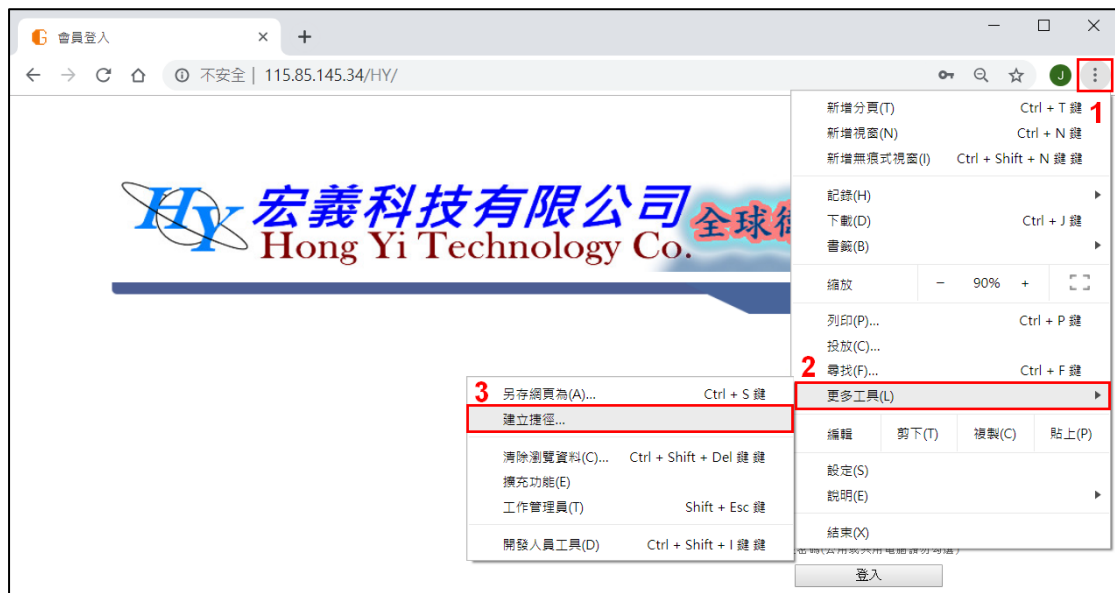 會員登入
不安全 | 115.85.145.34/HY/
J
1
HY 宏義科技有限公司
Hong Yi Technology Co.
全球
新增分頁(T) Ctrl + T 鍵
新增視窗(N) Ctrl + N 鍵
新增無痕式視窗(I) Ctrl + Shift + N 鍵 鍵
記錄(H)
下載(D) Ctrl + J 鍵
書籤(B)
縮放 - 90% +
列印(P)... Ctrl + P 鍵
投放(C)...
2
尋找(F)... Ctrl + F 鍵
更多工具(L)
編輯 剪下(T) 複製(C) 貼上(P)
設定(S)
說明(E)
結束(X)
3
另存網頁為(A)... Ctrl + S 鍵
建立捷徑...
清除瀏覽資料(C)... Ctrl + Shift + Del 鍵 鍵
擴充功能(E)
工作管理員(T) Shift + Esc 鍵
開發人員工具(D) Ctrl + Shift + I 鍵 鍵
登入